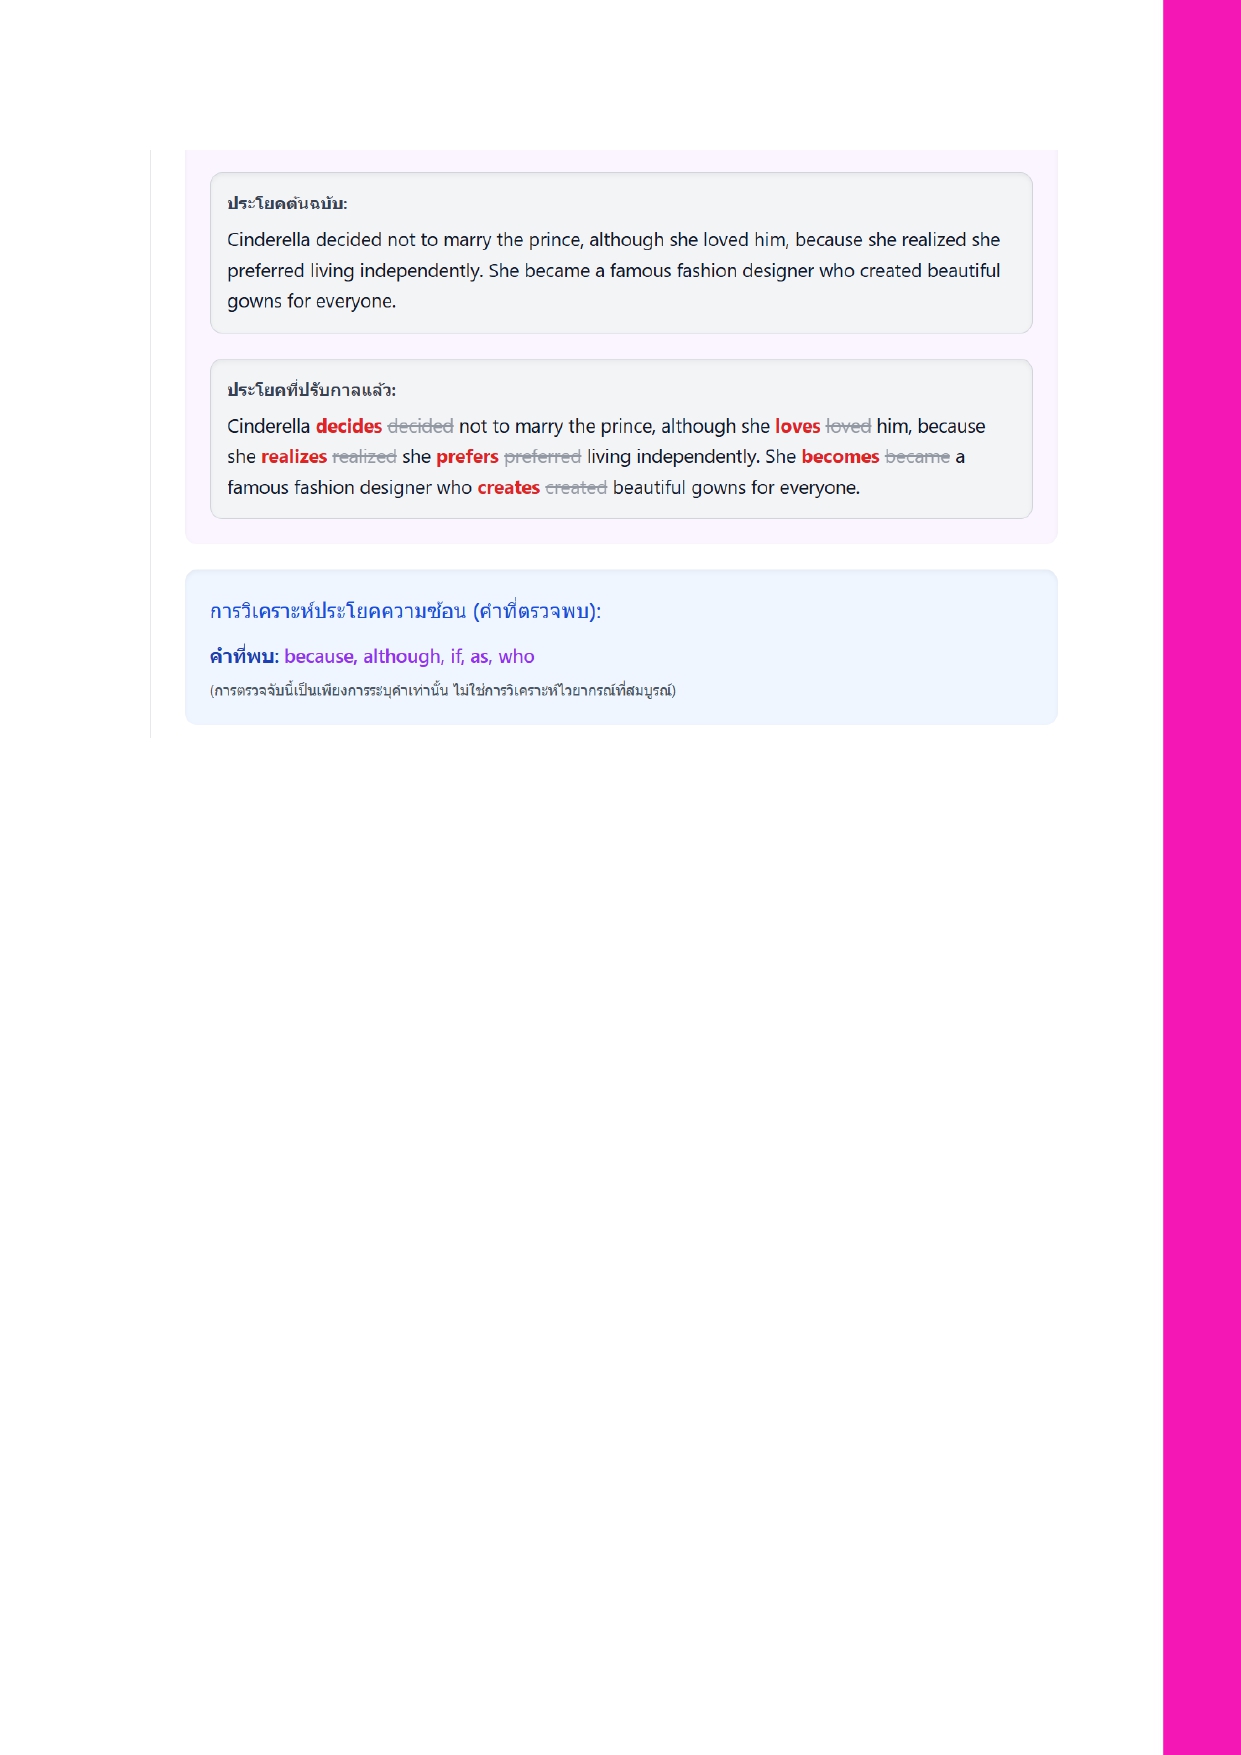 ประโยคต้นฉบับ:
Cinderella decided not to marry the prince, although she loved him, because she realized she
preferred living independently. She became a famous fashion designer who created beautiful
gowns for everyone.
ประโยคที่ปรับกาลแล้ว:
Cinderella decides decided not to marry the prince, although she loves loved him, because
she realizes realized she prefers preferred living independently. She becomes became a
famous fashion designer who creates created beautiful gowns for everyone.
การวิเคราะห์ประโยคความซ้อน (คำที่ตรวจพบ):
คำที่พบ: because, although, if, as, who
(การตรวจจับนี้เป็นเพียงการระบุคำเท่านั้น ไม่ใช่การวิเคราะห์ไวยากรณ์ที่สมบูรณ์)